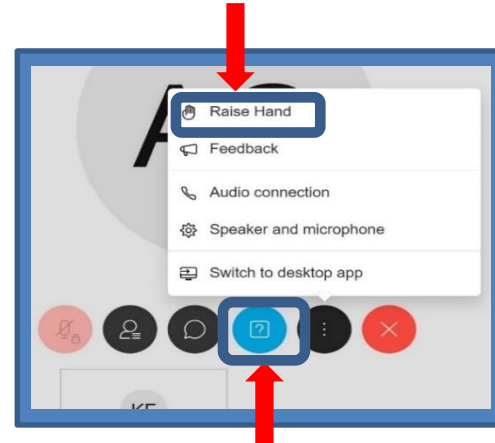 Raise Hand
Feedback
Audio connection
Speaker and microphone
Switch to desktop app
?